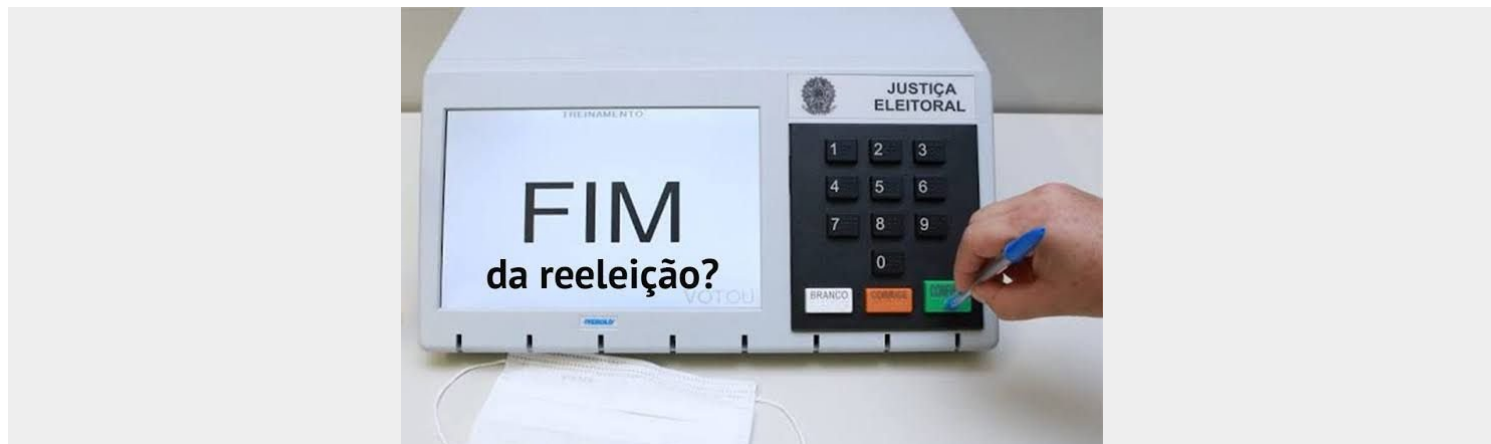 TREINAMENTO
FIM
da reeleição?
VOTOU
JUSTIÇA
ELEITORAL
1 2 3
4 5 6
7 8 9
0
BRANCO CORRIGE